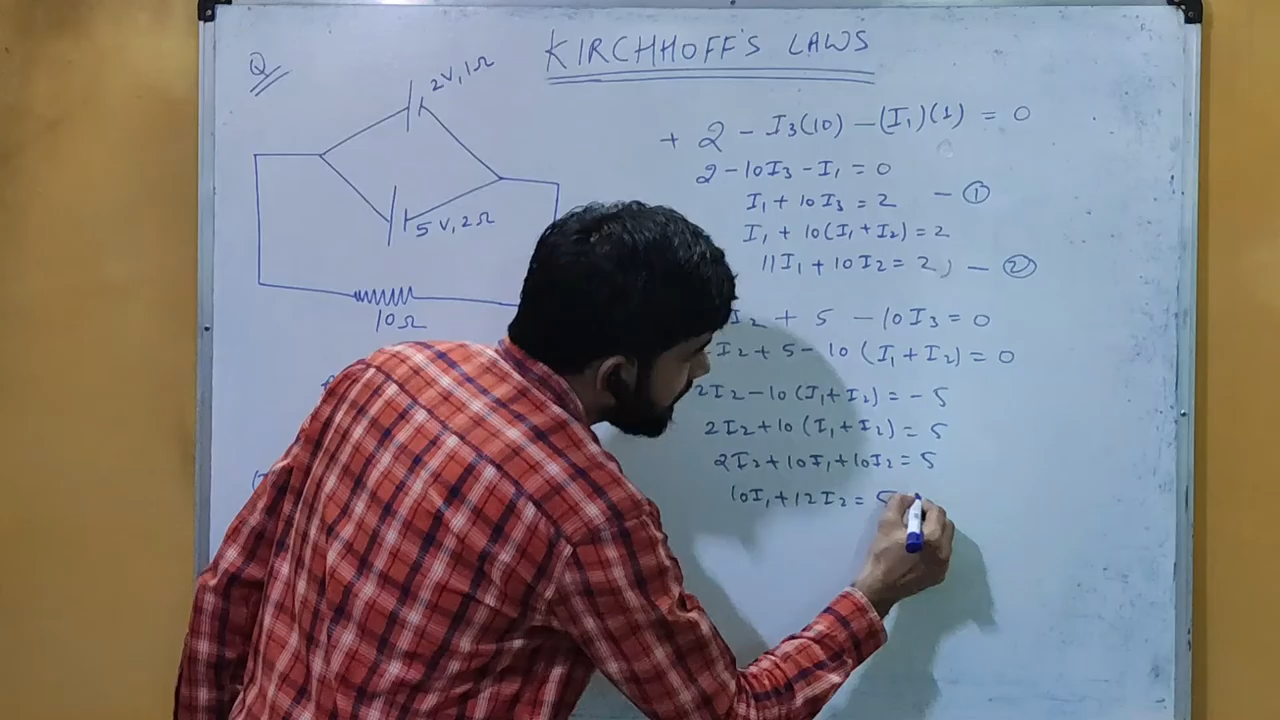 KIRCHHOFF'S LAWS
Q
2V, 1Ω
5V, 2Ω
10Ω
+ 2 - I₃(10) - (I₁)(1) = 0
2 - 10I₃ - I₁ = 0
I₁ + 10I₃ = 2 - ①
I₁ + 10(I₁+I₂) = 2
11I₁ + 10I₂ = 2, - ②
I₂ + 5 - 10I₃ = 0
I₂ + 5 - 10(I₁+I₂) = 0
2I₂ - 10(I₁+I₂) = - 5
2I₂ + 10(I₁+I₂) = 5
2I₂ + 10I₁ + 10I₂ = 5
10I₁ + 12I₂ = 5